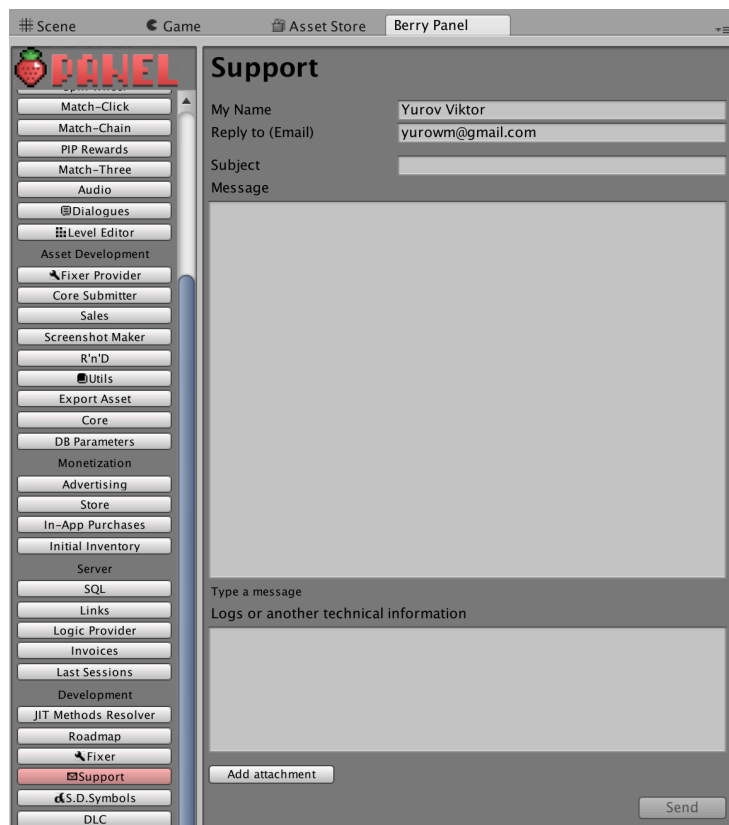 Scene
Game
Asset Store
Berry Panel
PANEL
Match-Click
Match-Chain
PIP Rewards
Match-Three
Audio
Dialogues
Level Editor
Asset Development
Fixer Provider
Core Submitter
Sales
Screenshot Maker
R'n'D
Utils
Export Asset
Core
DB Parameters
Monetization
Advertising
Store
In-App Purchases
Initial Inventory
Server
SQL
Links
Logic Provider
Invoices
Last Sessions
Development
JIT Methods Resolver
Roadmap
Fixer
Support
S.D.Symbols
DLC
Support
My Name Yurov Viktor
Reply to (Email) yurowm@gmail.com
Subject
Message
Type a message
Logs or another technical information
Add attachment
Send